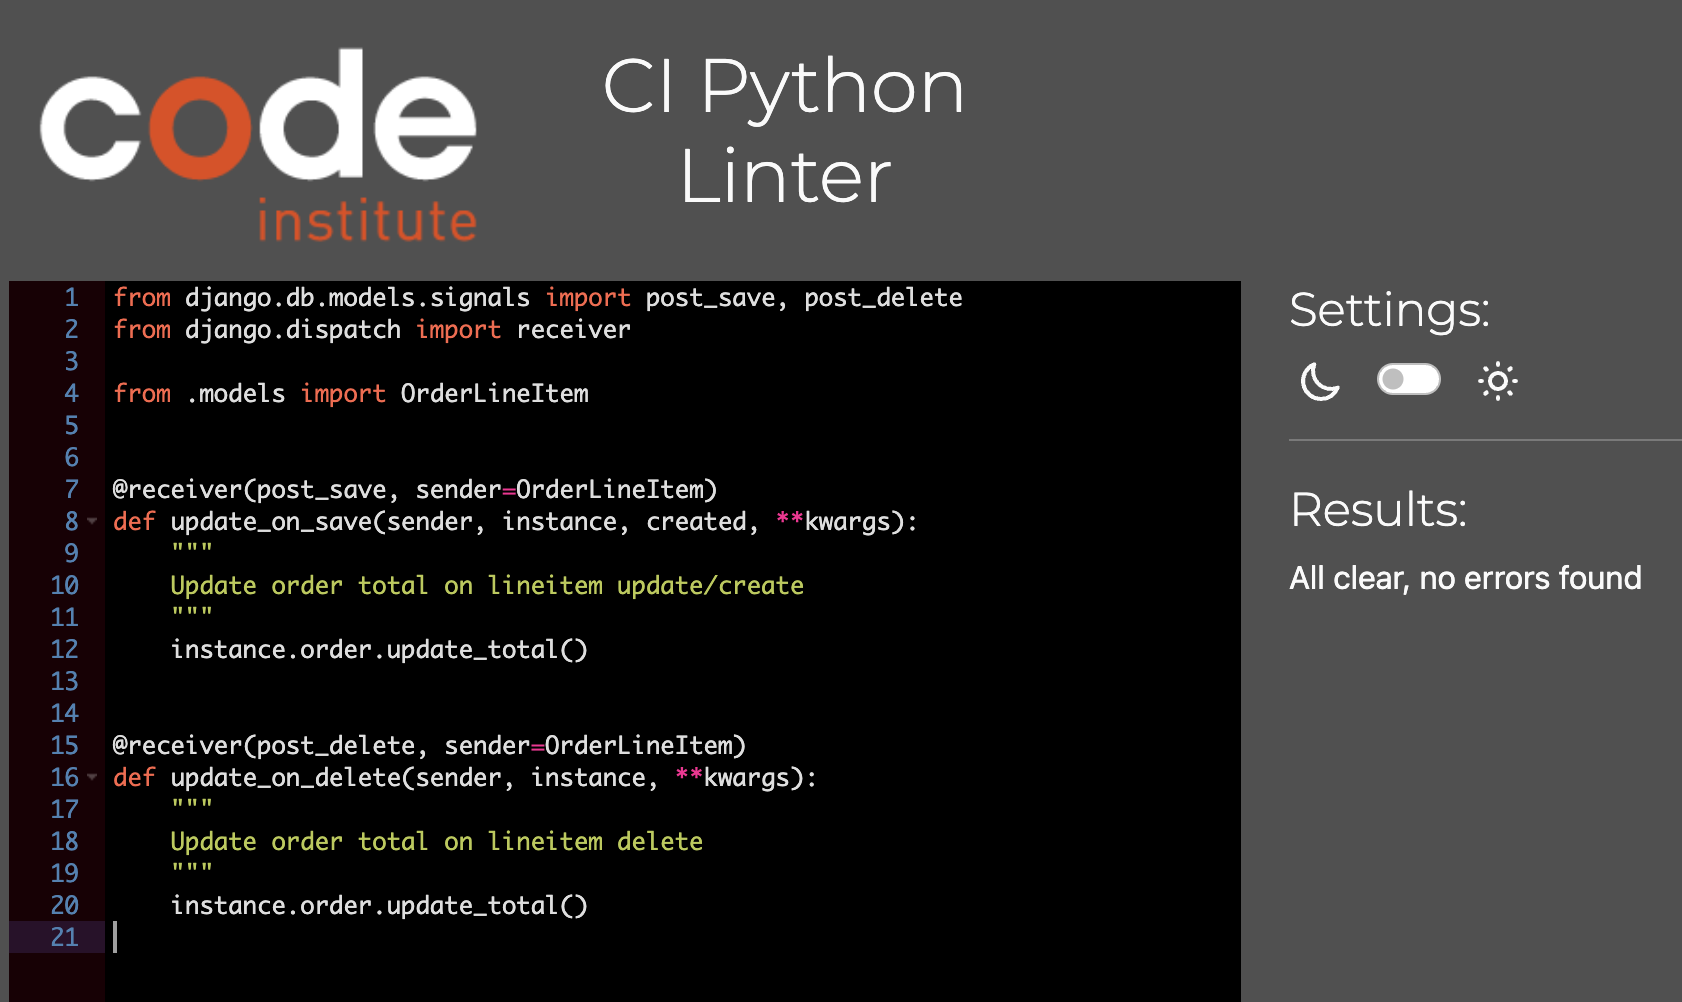 code
institute
CI Python
Linter
1 from django.db.models.signals import post_save, post_delete
2 from django.dispatch import receiver
3
4 from .models import OrderLineItem
5
6
7 @receiver(post_save, sender=OrderLineItem)
8 def update_on_save(sender, instance, created, **kwargs):
9     """
10     Update order total on lineitem update/create
11     """
12     instance.order.update_total()
13
14
15 @receiver(post_delete, sender=OrderLineItem)
16 def update_on_delete(sender, instance, **kwargs):
17     """
18     Update order total on lineitem delete
19     """
20     instance.order.update_total()
21
Settings:
Results:
All clear, no errors found